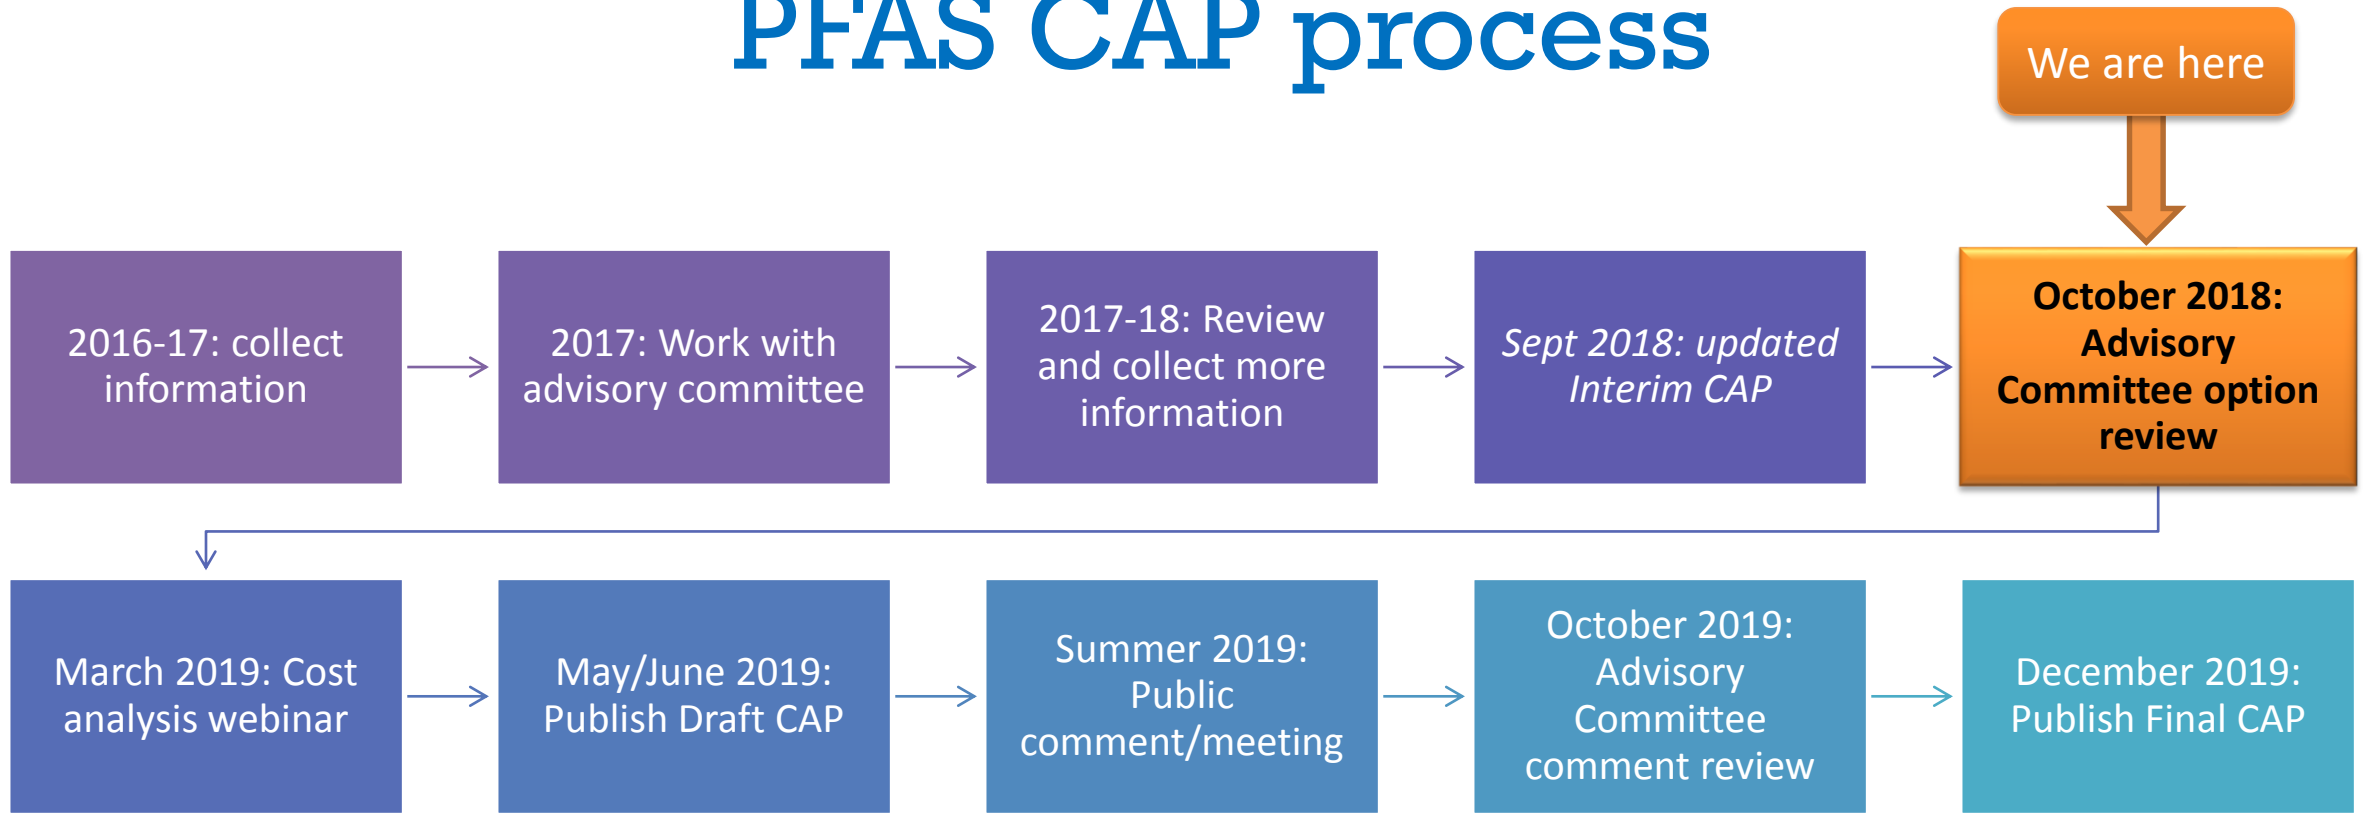 PFAS CAP process
We are here
2016-17: collect
information
2017: Work with
advisory committee
2017-18: Review
and collect more
information
Sept 2018: updated
Interim CAP
October 2018:
Advisory
Committee option
review
March 2019: Cost
analysis webinar
May/June 2019:
Publish Draft CAP
Summer 2019:
Public
comment/meeting
October 2019:
Advisory
Committee
comment review
December 2019:
Publish Final CAP